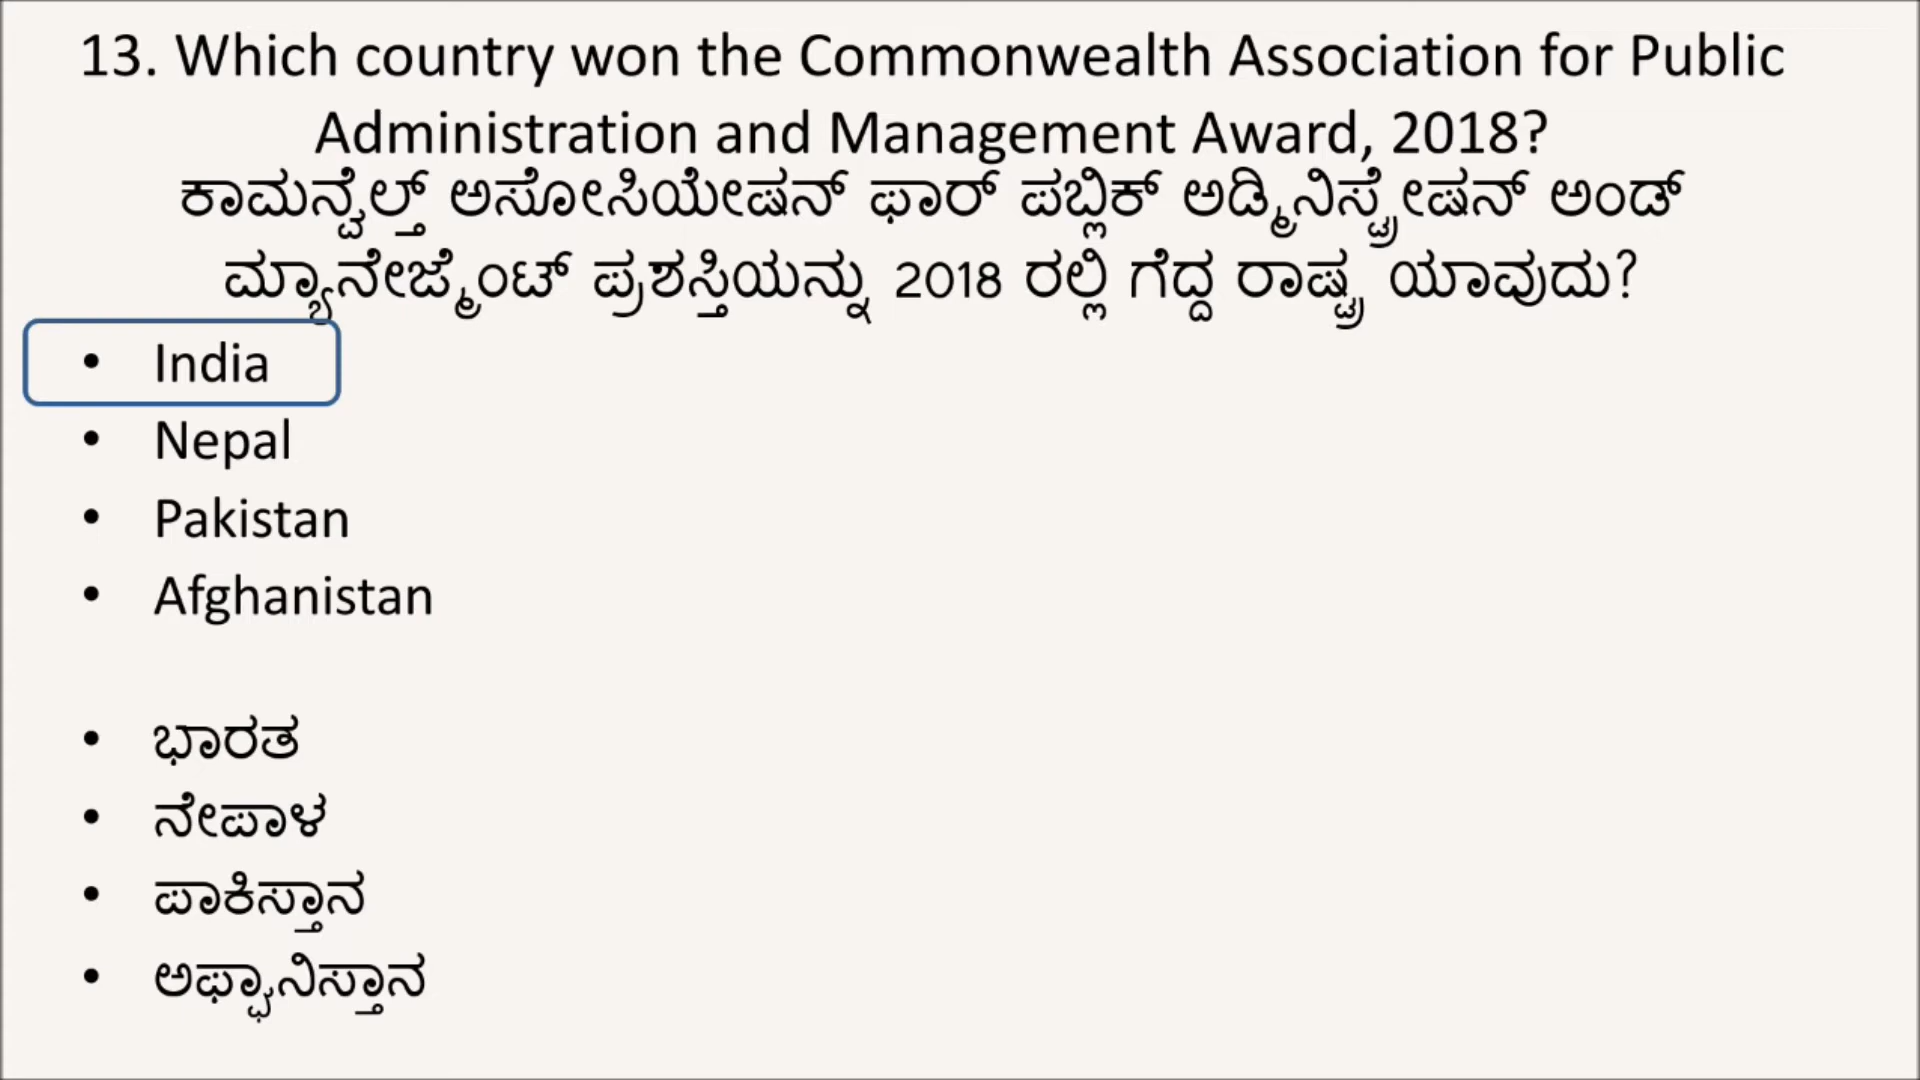 13. Which country won the Commonwealth Association for Public
Administration and Management Award, 2018?
ಕಾಮನ್ವೆಲ್ತ್ ಅಸೋಸಿಯೇಷನ್ ಫಾರ್ ಪಬ್ಲಿಕ್ ಅಡ್ಮಿನಿಸ್ಟ್ರೇಷನ್ ಅಂಡ್
ಮ್ಯಾನೇಜ್ಮೆಂಟ್ ಪ್ರಶಸ್ತಿಯನ್ನು 2018 ರಲ್ಲಿ ಗೆದ್ದ ರಾಷ್ಟ್ರ ಯಾವುದು?
• India
• Nepal
• Pakistan
• Afghanistan
• ಭಾರತ
• ನೇಪಾಳ
• ಪಾಕಿಸ್ತಾನ
• ಅಫ್ಘಾನಿಸ್ತಾನ